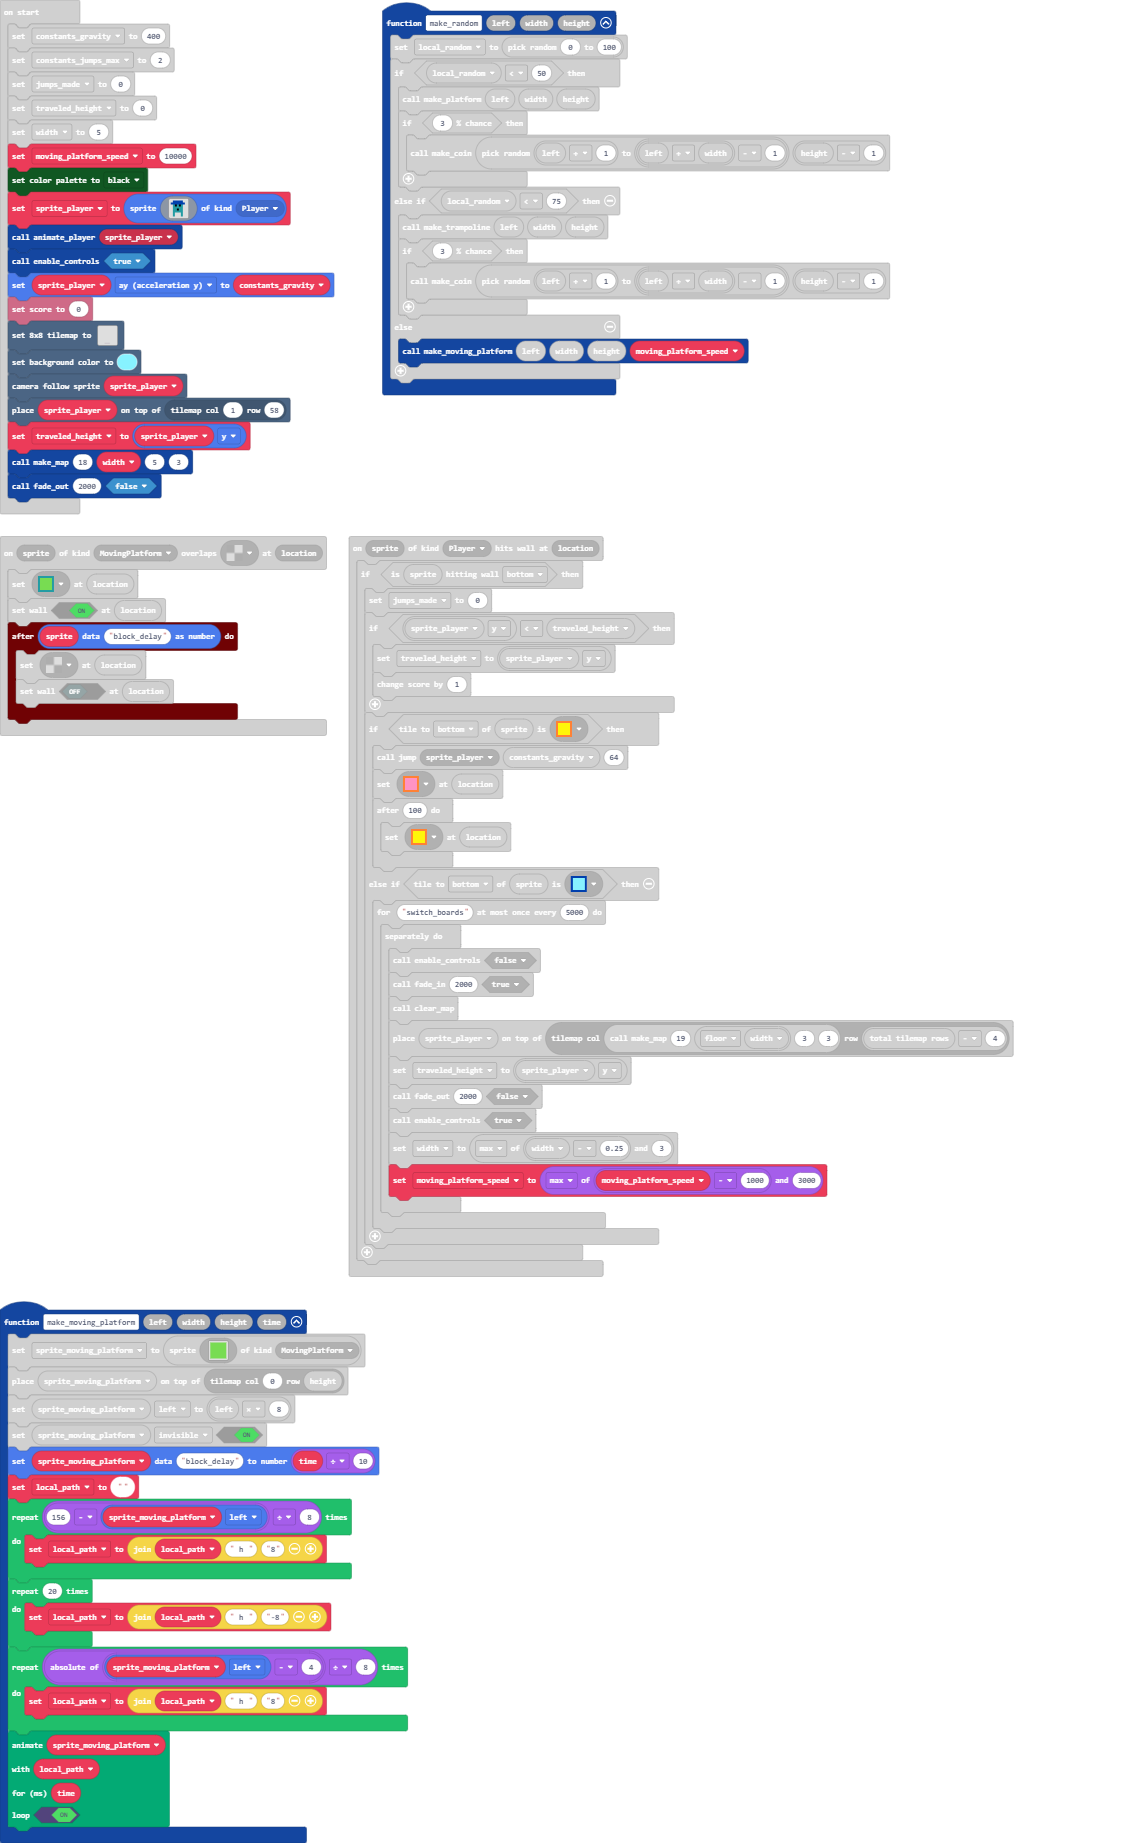 on start
set constants_gravity to 400
set constants_jumps_max to 2
set jumps_made to 0
set traveled_height to 0
set width to 5
set moving_platform_speed to 10000
set color palette to black
set sprite_player to sprite of kind Player
call animate_player sprite_player
call enable_controls true
set sprite_player ay (acceleration y) to constants_gravity
set score to 0
set 8x8 tilemap to
set background color to
camera follow sprite sprite_player
place sprite_player on top of tilemap col 1 row 58
set traveled_height to sprite_player y
call make_map 18 width 5 3
call fade_out 2000 false
function make_random left width height
set local_random to pick random 0 to 100
if local_random < 50 then
call make_platform left width height
if 3 % chance then
call make_coin pick random left + 1 to left + width - 1 height - 1
else if local_random < 75 then
call make_trampoline left width height
if 3 % chance then
call make_coin pick random left + 1 to left + width - 1 height - 1
else
call make_moving_platform left width height moving_platform_speed
on sprite of kind MovingPlatform overlaps at location
set at location
set wall ON at location
after sprite data "block_delay" as number do
set at location
set wall OFF at location
on sprite of kind Player hits wall at location
if is sprite hitting wall bottom then
set jumps_made to 0
if sprite_player y < traveled_height then
set traveled_height to sprite_player y
change score by 1
if tile to bottom of sprite is then
call jump sprite_player constants_gravity 64
set at location
after 100 do
set at location
else if tile to bottom of sprite is then
for "switch_boards" at most once every 5000 do
separately do
call enable_controls false
call fade_in 2000 true
call clear_map
place sprite_player on top of tilemap col call make_map 19 floor width 3 3 row total tilemap rows - 4
set traveled_height to sprite_player y
call fade_out 2000 false
call enable_controls true
set width to max of width - 0.25 and 3
set moving_platform_speed to max of moving_platform_speed - 1000 and 3000
function make_moving_platform left width height time
set sprite_moving_platform to sprite of kind MovingPlatform
place sprite_moving_platform on top of tilemap col 0 row height
set sprite_moving_platform left to left × 8
set sprite_moving_platform invisible ON
set sprite_moving_platform data "block_delay" to number time ÷ 10
set local_path to " "
repeat 156 - sprite_moving_platform left ÷ 8 times
do set local_path to join local_path " h " "8"
repeat 20 times
do set local_path to join local_path " h " "-8"
repeat absolute of sprite_moving_platform left - 4 ÷ 8 times
do set local_path to join local_path " h " "8"
animate sprite_moving_platform
with local_path
for (ms) time
loop ON